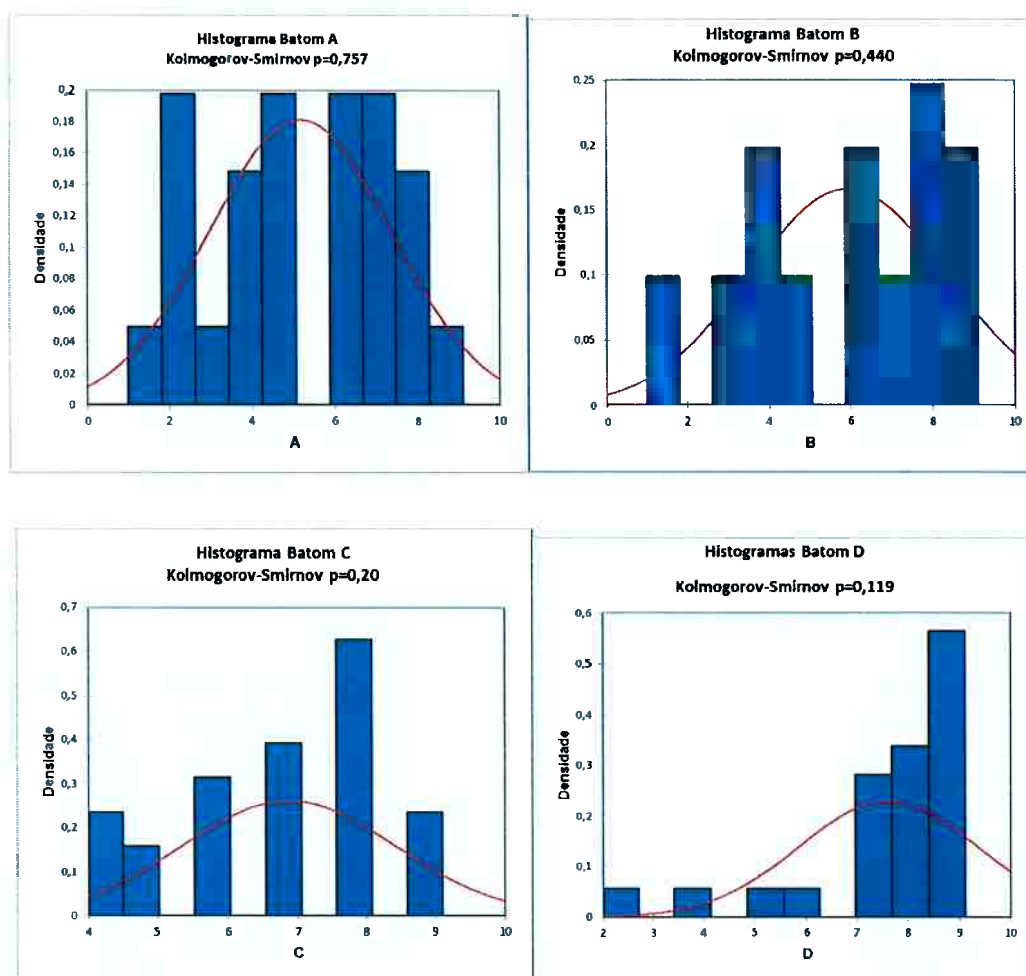 Histograma Batom A
Kolmogorov-Smirnov p=0,757
0,2
0,18
0,16
0,14
0,12
0,1
0,08
0,06
0,04
0,02
0
Densidade
0 2 4 6 8 10
A
Histograma Batom B
Kolmogorov-Smirnov p=0,440
0,25
0,2
0,15
0,1
0,05
0
Densidade
0 2 4 6 8 10
B
Histograma Batom C
Kolmogorov-Smirnov p=0,20
0,7
0,6
0,5
0,4
0,3
0,2
0,1
0
Densidade
4 5 6 7 8 9 10
C
Histogramas Batom D
Kolmogorov-Smirnov p=0,119
0,6
0,5
0,4
0,3
0,2
0,1
0
Densidade
2 3 4 5 6 7 8 9 10
D